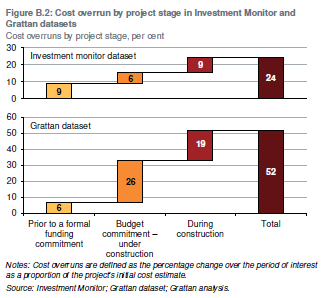 Figure B.2: Cost overrun by project stage in Investment Monitor and
Grattan datasets
Cost overruns by project stage, per cent
30
Investment monitor dataset
20
10
0
9
6
9
24
60
Grattan dataset
50
40
30
20
10
0
6
26
19
52
Prior to a formal
funding
commitment
Budget
commitment –
under
construction
During
construction
Total
Notes: Cost overruns are defined as the percentage change over the period of interest
as a proportion of the project's initial cost estimate.
Source: Investment Monitor; Grattan dataset; Grattan analysis.